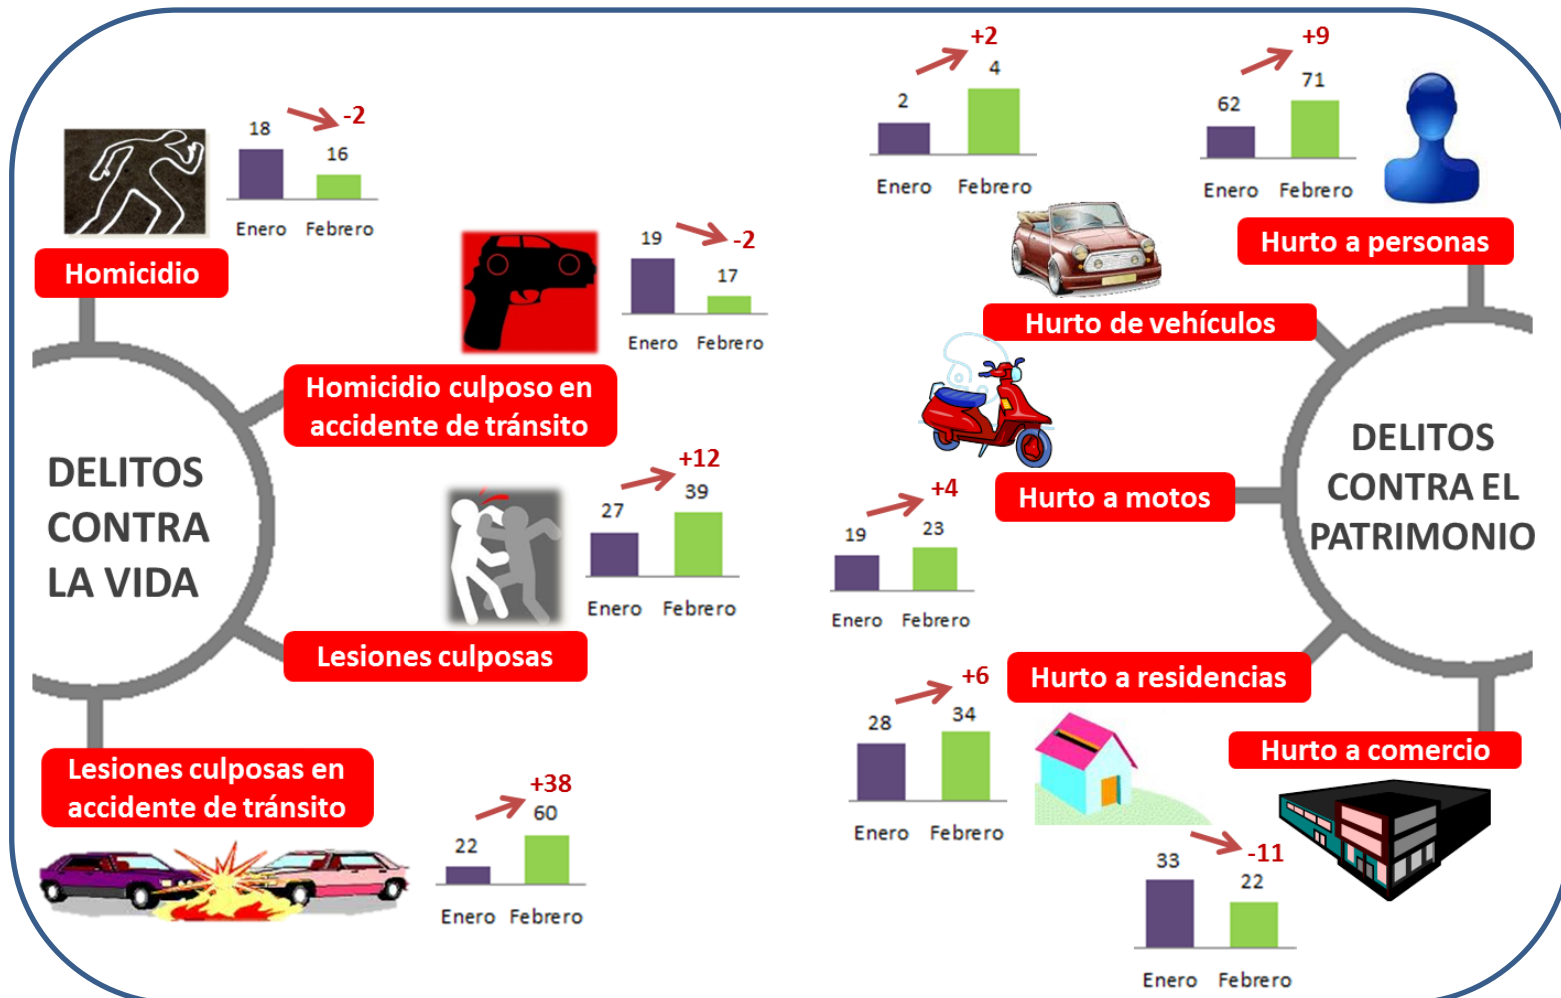 18
-2
16
Enero Febrero
Homicidio
19
-2
17
Enero Febrero
Homicidio culposo en
accidente de tránsito
DELITOS
CONTRA
LA VIDA
+12
27
39
Enero Febrero
Lesiones culposas
Lesiones culposas en
accidente de tránsito
+38
22
60
Enero Febrero
+2
2
4
Enero Febrero
Hurto de vehículos
+9
62
71
Enero Febrero
Hurto a personas
DELITOS
CONTRA EL
PATRIMONIO
Hurto a motos
+4
19
23
Enero Febrero
Hurto a residencias
+6
28
34
Enero Febrero
Hurto a comercio
-11
33
22
Enero Febrero